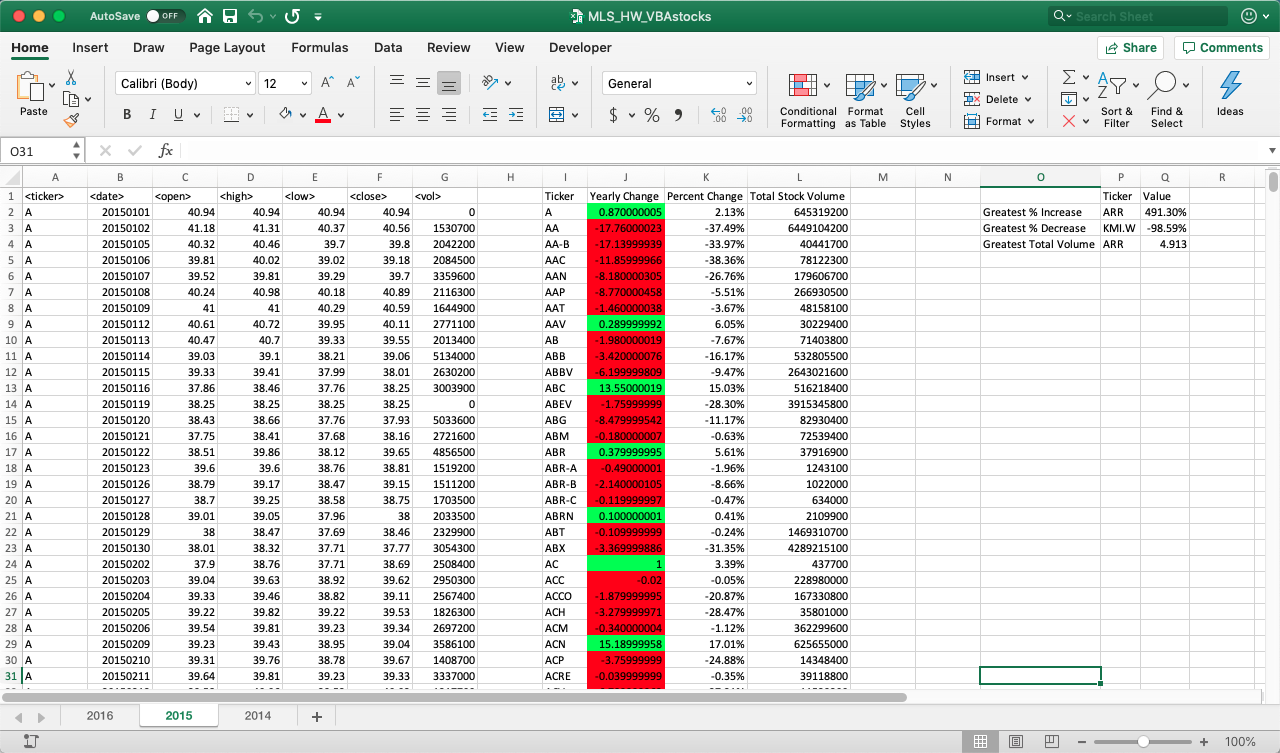 AutoSave OFF MLS_HW_VBAstocks Search Sheet
Home Insert Draw Page Layout Formulas Data Review View Developer Share Comments
Paste Calibri (Body) 12 A A ab General Conditional Formatting Format as Table Cell Styles Insert Delete Format Sort & Filter Find & Select Ideas
B I U A $ % 
O31 fx
A B C D E F G H I J K L M N O P Q R
1 <ticker> <date> <open> <high> <low> <close> <vol> Ticker Yearly Change Percent Change Total Stock Volume Ticker Value
2 A 20150101 40.94 40.94 40.94 40.94 0 A 0.870000005 2.13% 645319200 Greatest % Increase ARR 491.30%
3 A 20150102 41.18 41.31 40.37 40.56 1530700 AA -17.76000023 -37.49% 6449104200 Greatest % Decrease KMI.W -98.59%
4 A 20150105 40.32 40.46 39.7 39.8 2042200 AA-B -17.13999939 -33.97% 40441700 Greatest Total Volume ARR 4.913
5 A 20150106 39.81 40.02 39.02 39.18 2084500 AAC -11.85999966 -38.36% 78122300
6 A 20150107 39.52 39.81 39.29 39.7 3359600 AAN -8.180000305 -26.76% 179606700
7 A 20150108 40.24 40.98 40.18 40.89 2116300 AAP -8.770000458 -5.51% 266930500
8 A 20150109 41 41 40.29 40.59 1644900 AAT -1.460000038 -3.67% 48158100
9 A 20150112 40.61 40.72 39.95 40.11 2771100 AAV 0.289999992 6.05% 30229400
10 A 20150113 40.47 40.7 39.33 39.55 2013400 AB -1.980000019 -7.67% 71403800
11 A 20150114 39.03 39.1 38.21 39.06 5134000 ABB -3.420000076 -16.17% 532805500
12 A 20150115 39.33 39.41 37.99 38.01 2630200 ABBV -6.199999809 -9.47% 2643021600
13 A 20150116 37.86 38.46 37.76 38.25 3003900 ABC 13.55000019 15.03% 516218400
14 A 20150119 38.25 38.25 38.25 38.25 0 ABEV -1.75999999 -28.30% 3915345800
15 A 20150120 38.43 38.66 37.76 37.93 5033600 ABG -8.479999542 -11.17% 82930400
16 A 20150121 37.75 38.41 37.68 38.16 2721600 ABM -0.180000007 -0.63% 72539400
17 A 20150122 38.51 39.86 38.12 39.65 4856500 ABR 0.379999995 5.61% 37916900
18 A 20150123 39.6 39.6 38.76 38.81 1519200 ABR-A -0.49000001 -1.96% 1243100
19 A 20150126 38.79 39.17 38.47 39.15 1511200 ABR-B -2.140000105 -8.66% 1022000
20 A 20150127 38.7 39.25 38.58 38.75 1703500 ABR-C -0.119999997 -0.47% 634000
21 A 20150128 39.01 39.05 37.96 38 2033500 ABRN 0.100000001 0.41% 2109900
22 A 20150129 38 38.47 37.69 38.46 2329900 ABT -0.109999999 -0.24% 1469310700
23 A 20150130 38.01 38.32 37.71 37.77 3054300 ABX -3.369999886 -31.35% 4289215100
24 A 20150202 37.9 38.76 37.71 38.69 2508400 AC 1 3.39% 437700
25 A 20150203 39.04 39.63 38.92 39.62 2950300 ACC -0.02 -0.05% 228980000
26 A 20150204 39.33 39.46 38.82 39.11 2567400 ACCO -1.879999995 -20.87% 167330800
27 A 20150205 39.22 39.82 39.22 39.53 1826300 ACH -3.279999971 -28.47% 35801000
28 A 20150206 39.54 39.81 39.23 39.34 2697200 ACM -0.340000004 -1.12% 362299600
29 A 20150209 39.23 39.43 38.95 39.04 3586100 ACN 15.18999958 17.01% 625655000
30 A 20150210 39.31 39.76 38.78 39.67 1408700 ACP -3.75999999 -24.88% 14348400
31 A 20150211 39.64 39.81 39.23 39.33 3337000 ACRE -0.039999999 -0.35% 39118800
2016 2015 2014 +
100%